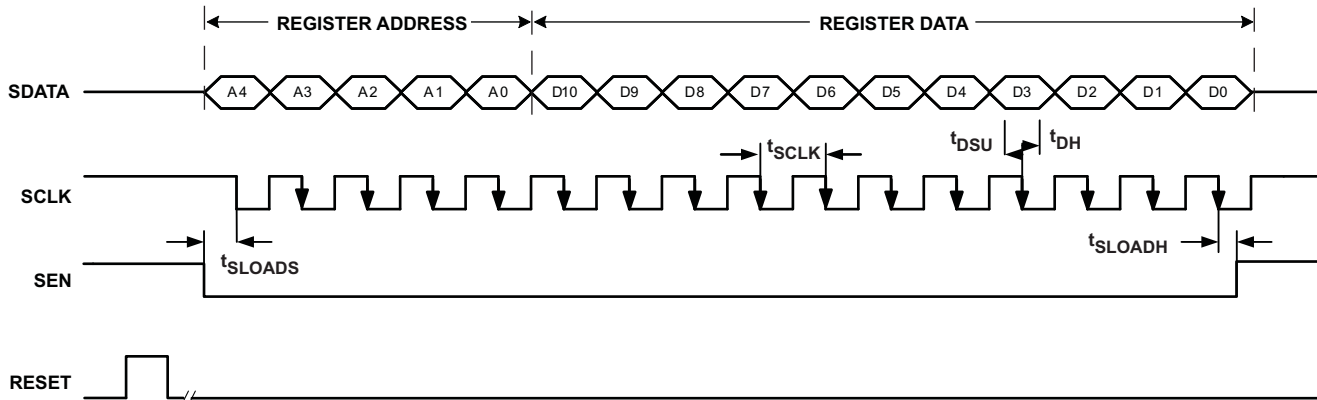 REGISTER ADDRESS REGISTER DATA
SDATA A4 A3 A2 A1 A0 D10 D9 D8 D7 D6 D5 D4 D3 D2 D1 D0
tSCLK tDSU tDH
SCLK
tSLOADS tSLOADH
SEN
RESET